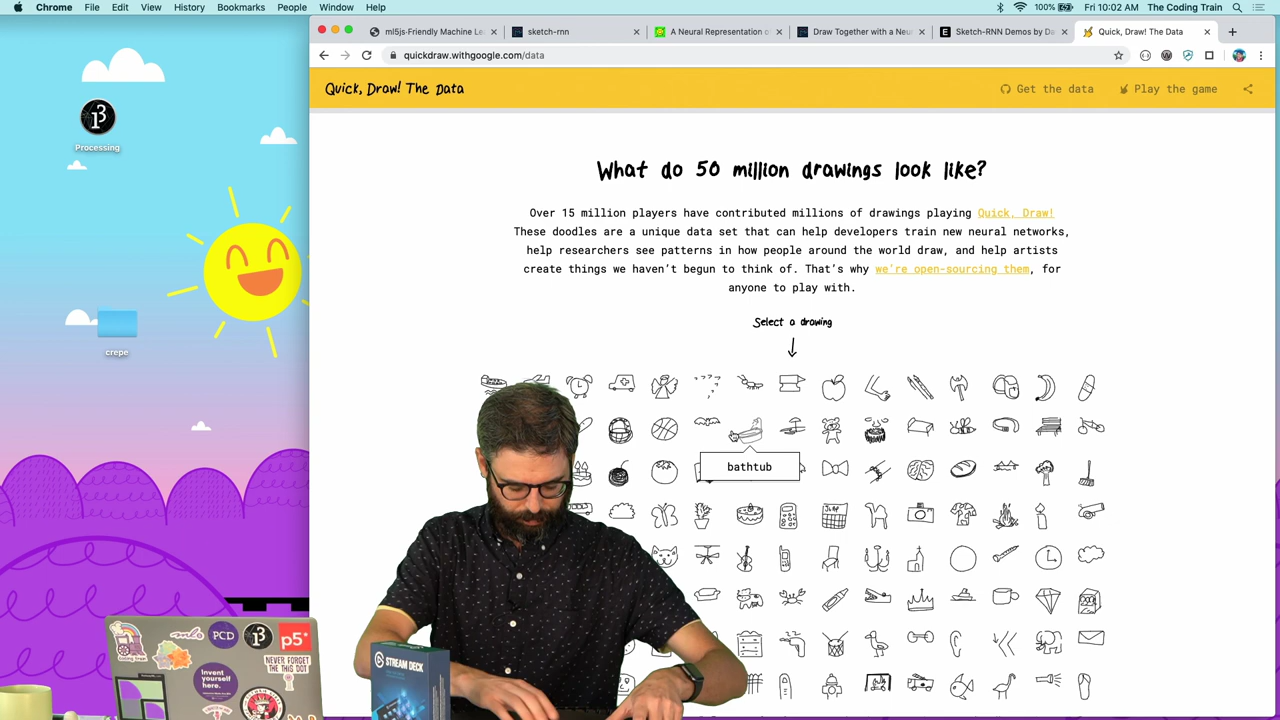 Chrome File Edit View History Bookmarks People Window Help
100% Fri 10:02 AM The Coding Train
ml5js·Friendly Machine Le
sketch-rnn
A Neural Representation o
Draw Together with a Neu
Sketch-RNN Demos by Da
Quick, Draw! The Data
quickdraw.withgoogle.com/data
Quick, Draw! The Data
Get the data
Play the game
Processing
What do 50 million drawings look like?
Over 15 million players have contributed millions of drawings playing Quick, Draw!
These doodles are a unique data set that can help developers train new neural networks,
help researchers see patterns in how people around the world draw, and help artists
create things we haven't begun to think of. That's why we're open-sourcing them, for
anyone to play with.
Select a drawing
crepe
bathtub
STREAM DECK
ml5
PCD
p5*
NEVER FORGET
THE THIS DOT
Invent
yourself
here.